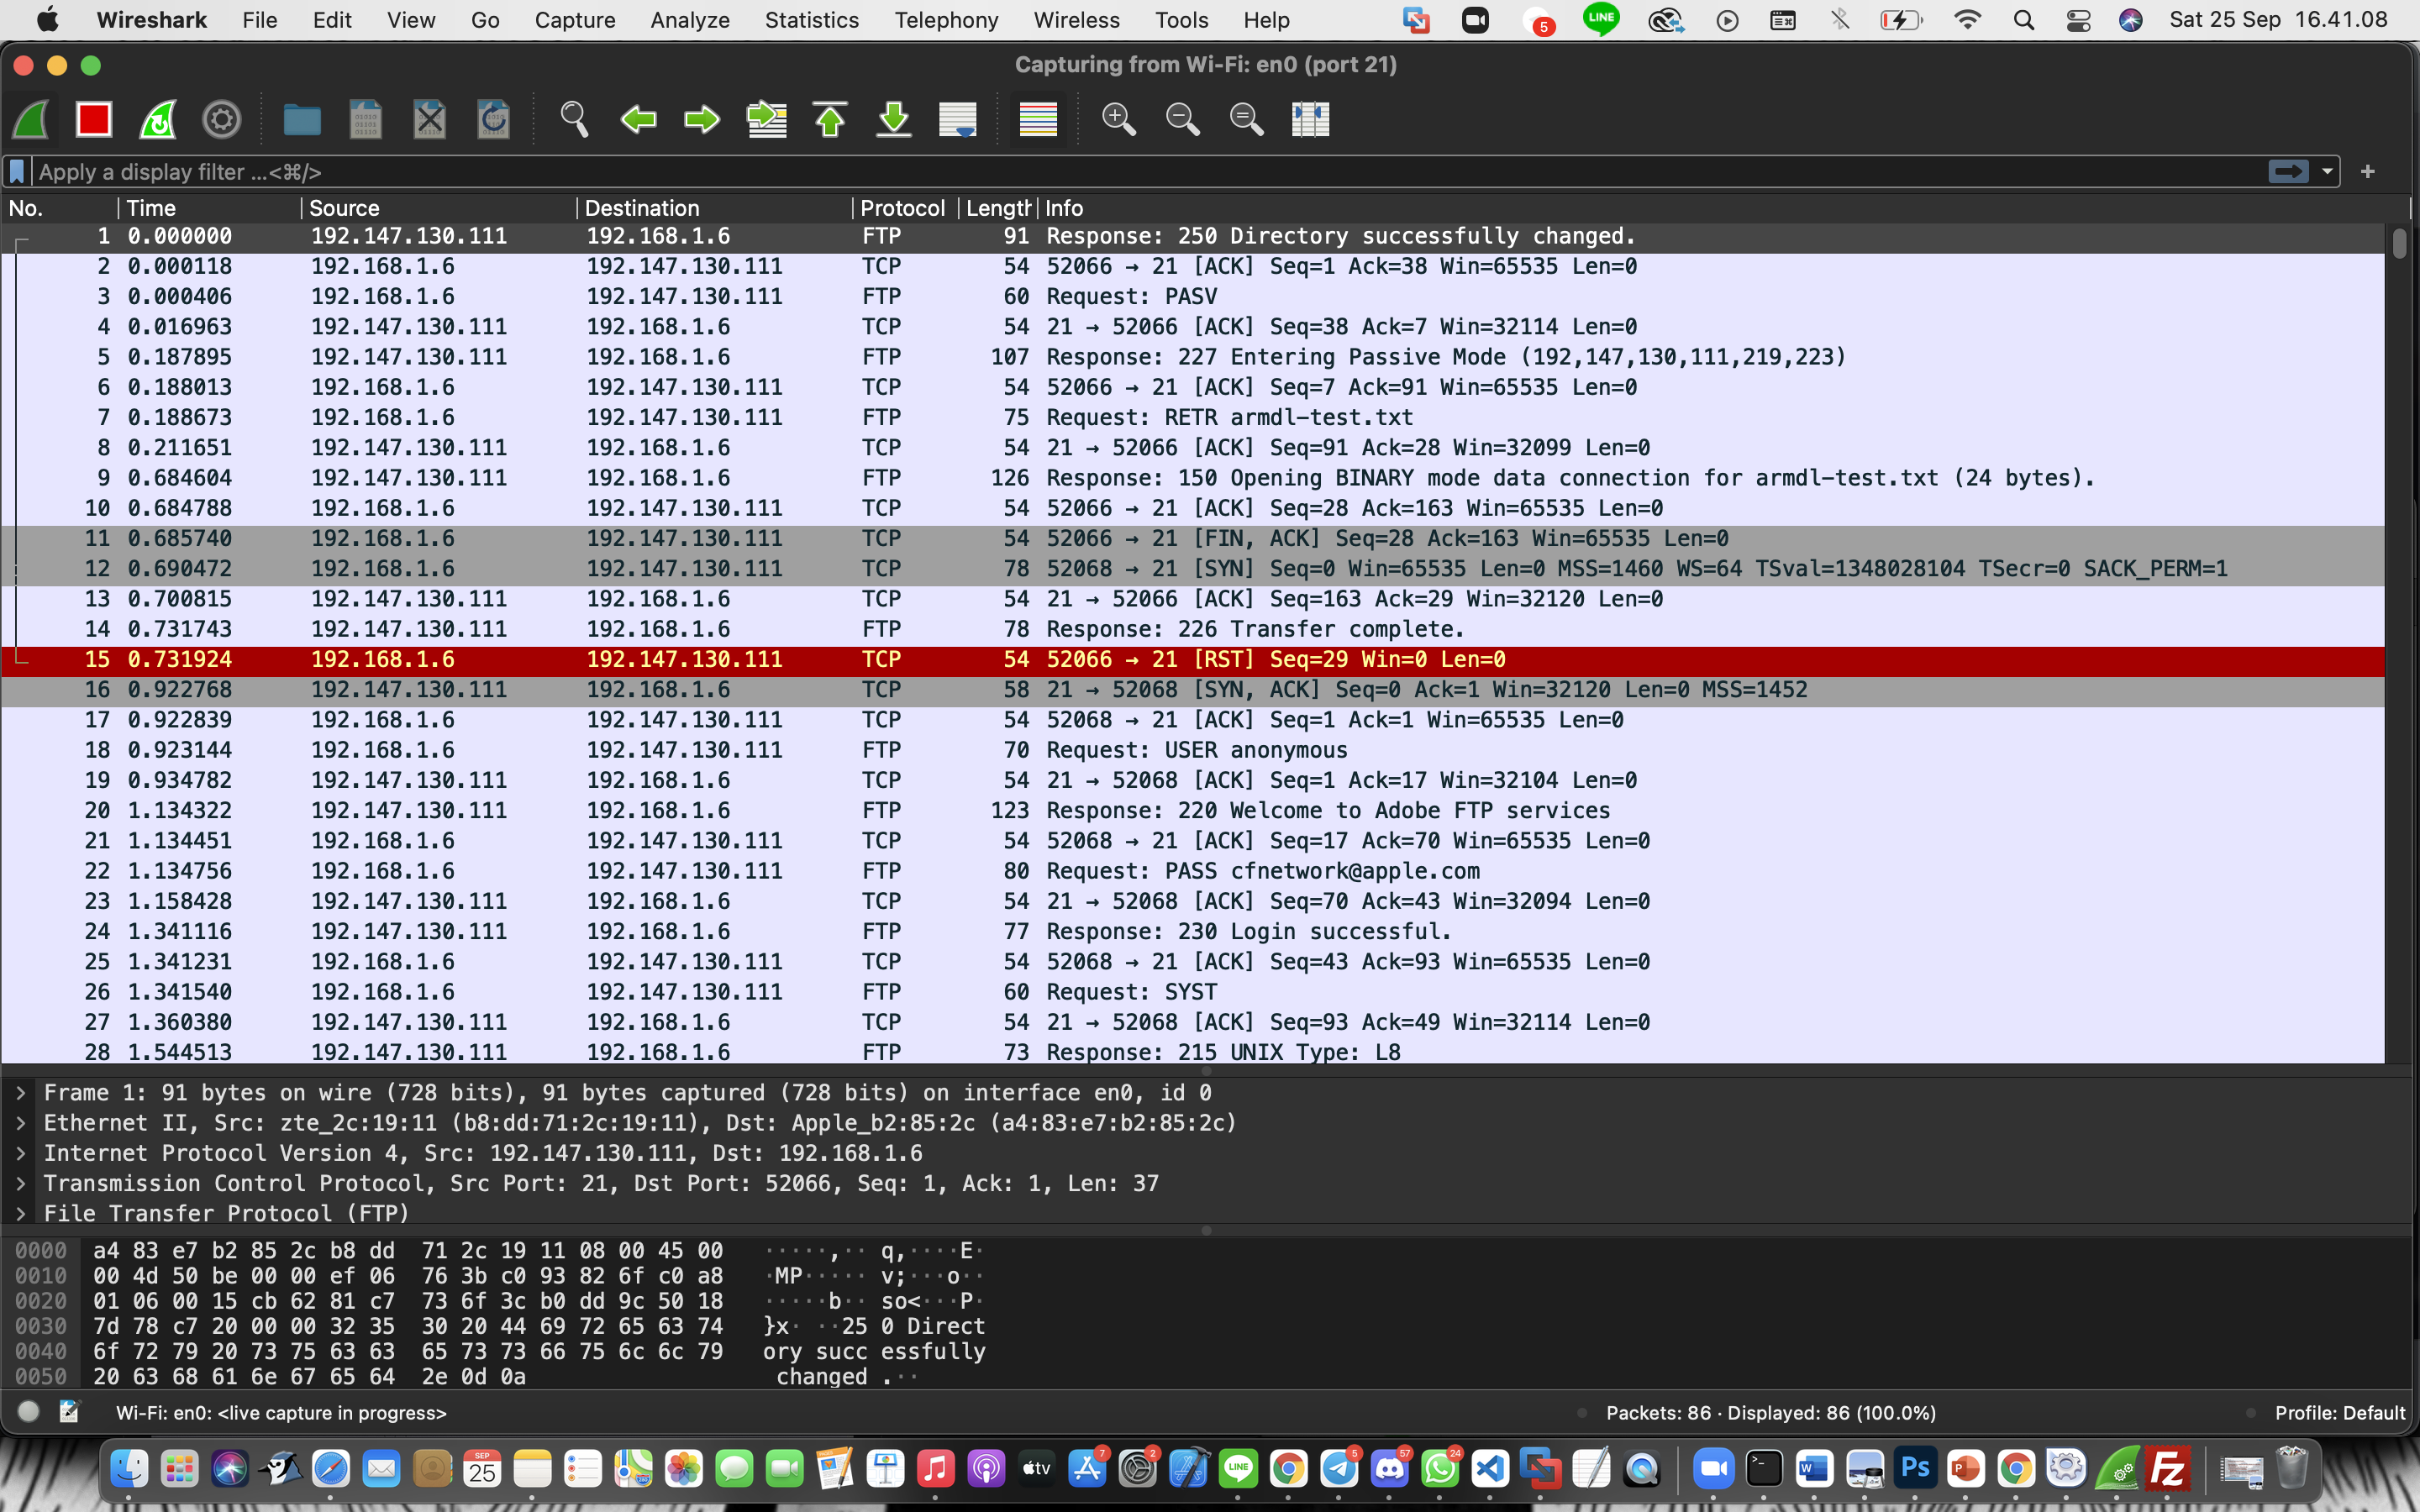 Wireshark File Edit View Go Capture Analyze Statistics Telephony Wireless Tools Help 5 LINE Sat 25 Sep 16.41.08
Capturing from Wi-Fi: en0 (port 21)
Apply a display filter ...<⌘/>
No. Time Source Destination Protocol Length Info
1 0.000000 192.147.130.111 192.168.1.6 FTP 91 Response: 250 Directory successfully changed.
2 0.000118 192.168.1.6 192.147.130.111 TCP 54 52066 → 21 [ACK] Seq=1 Ack=38 Win=65535 Len=0
3 0.000406 192.168.1.6 192.147.130.111 FTP 60 Request: PASV
4 0.016963 192.147.130.111 192.168.1.6 TCP 54 21 → 52066 [ACK] Seq=38 Ack=7 Win=32114 Len=0
5 0.187895 192.147.130.111 192.168.1.6 FTP 107 Response: 227 Entering Passive Mode (192,147,130,111,219,223)
6 0.188013 192.168.1.6 192.147.130.111 TCP 54 52066 → 21 [ACK] Seq=7 Ack=91 Win=65535 Len=0
7 0.188673 192.168.1.6 192.147.130.111 FTP 75 Request: RETR armdl-test.txt
8 0.211651 192.147.130.111 192.168.1.6 TCP 54 21 → 52066 [ACK] Seq=91 Ack=28 Win=32099 Len=0
9 0.684604 192.147.130.111 192.168.1.6 FTP 126 Response: 150 Opening BINARY mode data connection for armdl-test.txt (24 bytes).
10 0.684788 192.168.1.6 192.147.130.111 TCP 54 52066 → 21 [ACK] Seq=28 Ack=163 Win=65535 Len=0
11 0.685740 192.168.1.6 192.147.130.111 TCP 54 52066 → 21 [FIN, ACK] Seq=28 Ack=163 Win=65535 Len=0
12 0.690472 192.168.1.6 192.147.130.111 TCP 78 52068 → 21 [SYN] Seq=0 Win=65535 Len=0 MSS=1460 WS=64 TSval=1348028104 TSecr=0 SACK_PERM=1
13 0.700815 192.147.130.111 192.168.1.6 TCP 54 21 → 52066 [ACK] Seq=163 Ack=29 Win=32120 Len=0
14 0.731743 192.147.130.111 192.168.1.6 FTP 78 Response: 226 Transfer complete.
15 0.731924 192.168.1.6 192.147.130.111 TCP 54 52066 → 21 [RST] Seq=29 Win=0 Len=0
16 0.922768 192.147.130.111 192.168.1.6 TCP 58 21 → 52068 [SYN, ACK] Seq=0 Ack=1 Win=32120 Len=0 MSS=1452
17 0.922839 192.168.1.6 192.147.130.111 TCP 54 52068 → 21 [ACK] Seq=1 Ack=1 Win=65535 Len=0
18 0.923144 192.168.1.6 192.147.130.111 FTP 70 Request: USER anonymous
19 0.934782 192.147.130.111 192.168.1.6 TCP 54 21 → 52068 [ACK] Seq=1 Ack=17 Win=32104 Len=0
20 1.134322 192.147.130.111 192.168.1.6 FTP 123 Response: 220 Welcome to Adobe FTP services
21 1.134451 192.168.1.6 192.147.130.111 TCP 54 52068 → 21 [ACK] Seq=17 Ack=70 Win=65535 Len=0
22 1.134756 192.168.1.6 192.147.130.111 FTP 80 Request: PASS cfnetwork@apple.com
23 1.158428 192.147.130.111 192.168.1.6 TCP 54 21 → 52068 [ACK] Seq=70 Ack=43 Win=32094 Len=0
24 1.341116 192.147.130.111 192.168.1.6 FTP 77 Response: 230 Login successful.
25 1.341231 192.168.1.6 192.147.130.111 TCP 54 52068 → 21 [ACK] Seq=43 Ack=93 Win=65535 Len=0
26 1.341540 192.168.1.6 192.147.130.111 FTP 60 Request: SYST
27 1.360380 192.147.130.111 192.168.1.6 TCP 54 21 → 52068 [ACK] Seq=93 Ack=49 Win=32114 Len=0
28 1.544513 192.147.130.111 192.168.1.6 FTP 73 Response: 215 UNIX Type: L8
> Frame 1: 91 bytes on wire (728 bits), 91 bytes captured (728 bits) on interface en0, id 0
> Ethernet II, Src: zte_2c:19:11 (b8:dd:71:2c:19:11), Dst: Apple_b2:85:2c (a4:83:e7:b2:85:2c)
> Internet Protocol Version 4, Src: 192.147.130.111, Dst: 192.168.1.6
> Transmission Control Protocol, Src Port: 21, Dst Port: 52066, Seq: 1, Ack: 1, Len: 37
> File Transfer Protocol (FTP)
0000 a4 83 e7 b2 85 2c b8 dd 71 2c 19 11 08 00 45 00 ·····,·· q,····E·
0010 00 4d 50 be 00 00 ef 06 76 3b c0 93 82 6f c0 a8 ·MP····· v;···o··
0020 01 06 00 15 cb 62 81 c7 73 6f 3c b0 dd 9c 50 18 ·····b·· so<···P·
0030 7d 78 c7 20 00 00 32 35 30 20 44 69 72 65 63 74 }x· ··25 0 Direct
0040 6f 72 79 20 73 75 63 63 65 73 73 66 75 6c 6c 79 ory succ essfully
0050 20 63 68 61 6e 67 65 64 2e 0d 0a changed .··
Wi-Fi: en0: <live capture in progress> Packets: 86 · Displayed: 86 (100.0%) Profile: Default
SEP 25 tv 7 2 LINE 5 57 24 W Ps P Fz